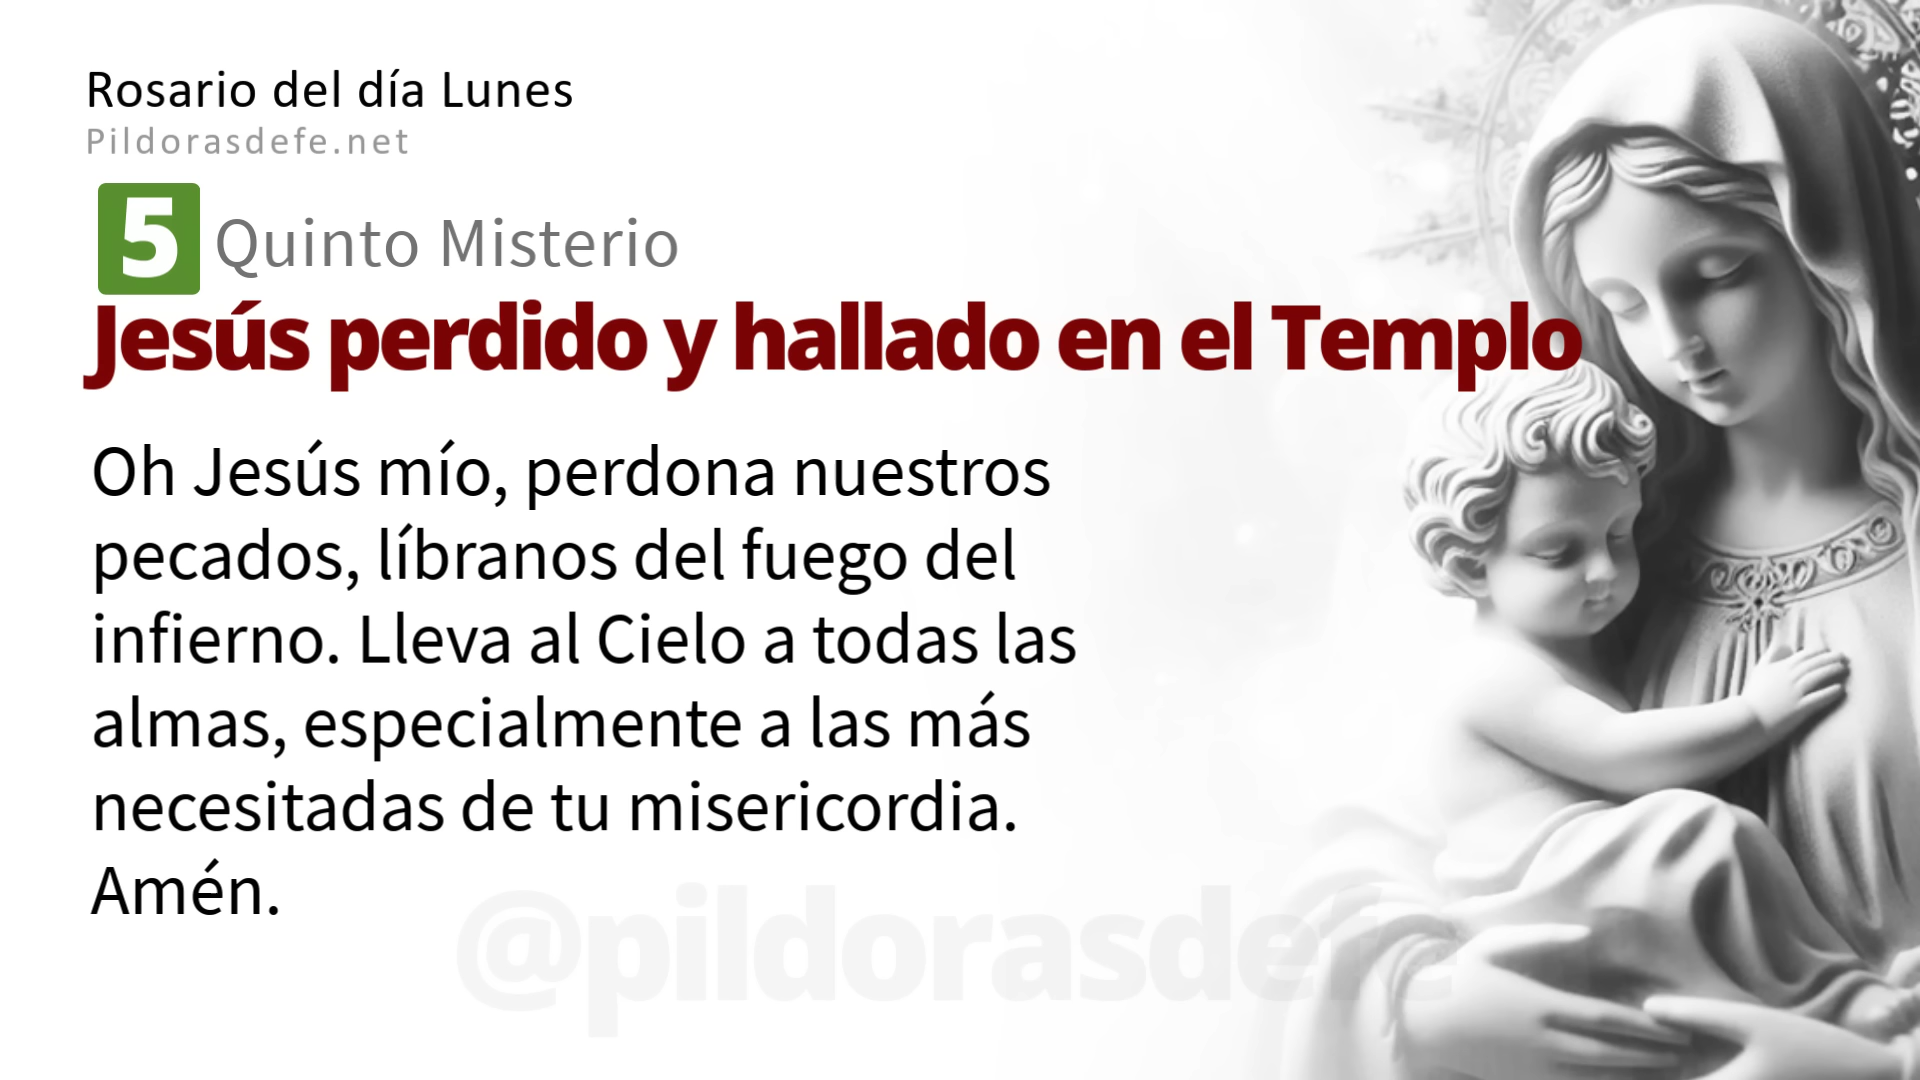 Rosario del día Lunes
Pildorasdefe.net
5 Quinto Misterio
Jesús perdido y hallado en el Templo
Oh Jesús mío, perdona nuestros
pecados, líbranos del fuego del
infierno. Lleva al Cielo a todas las
almas, especialmente a las más
necesitadas de tu misericordia.
Amén.
@pildorasdefe